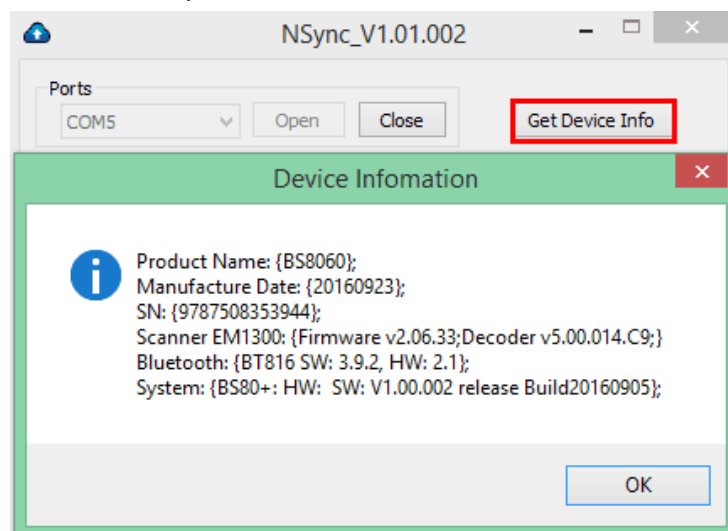 NSync_V1.01.002
Ports
COM5 Open Close Get Device Info
Device Infomation
Product Name: {BS8060};
Manufacture Date: {20160923};
SN: {9787508353944};
Scanner EM1300: {Firmware v2.06.33;Decoder v5.00.014.C9;}
Bluetooth: {BT816 SW: 3.9.2, HW: 2.1};
System: {BS80+: HW:  SW: V1.00.002 release Build20160905};
OK